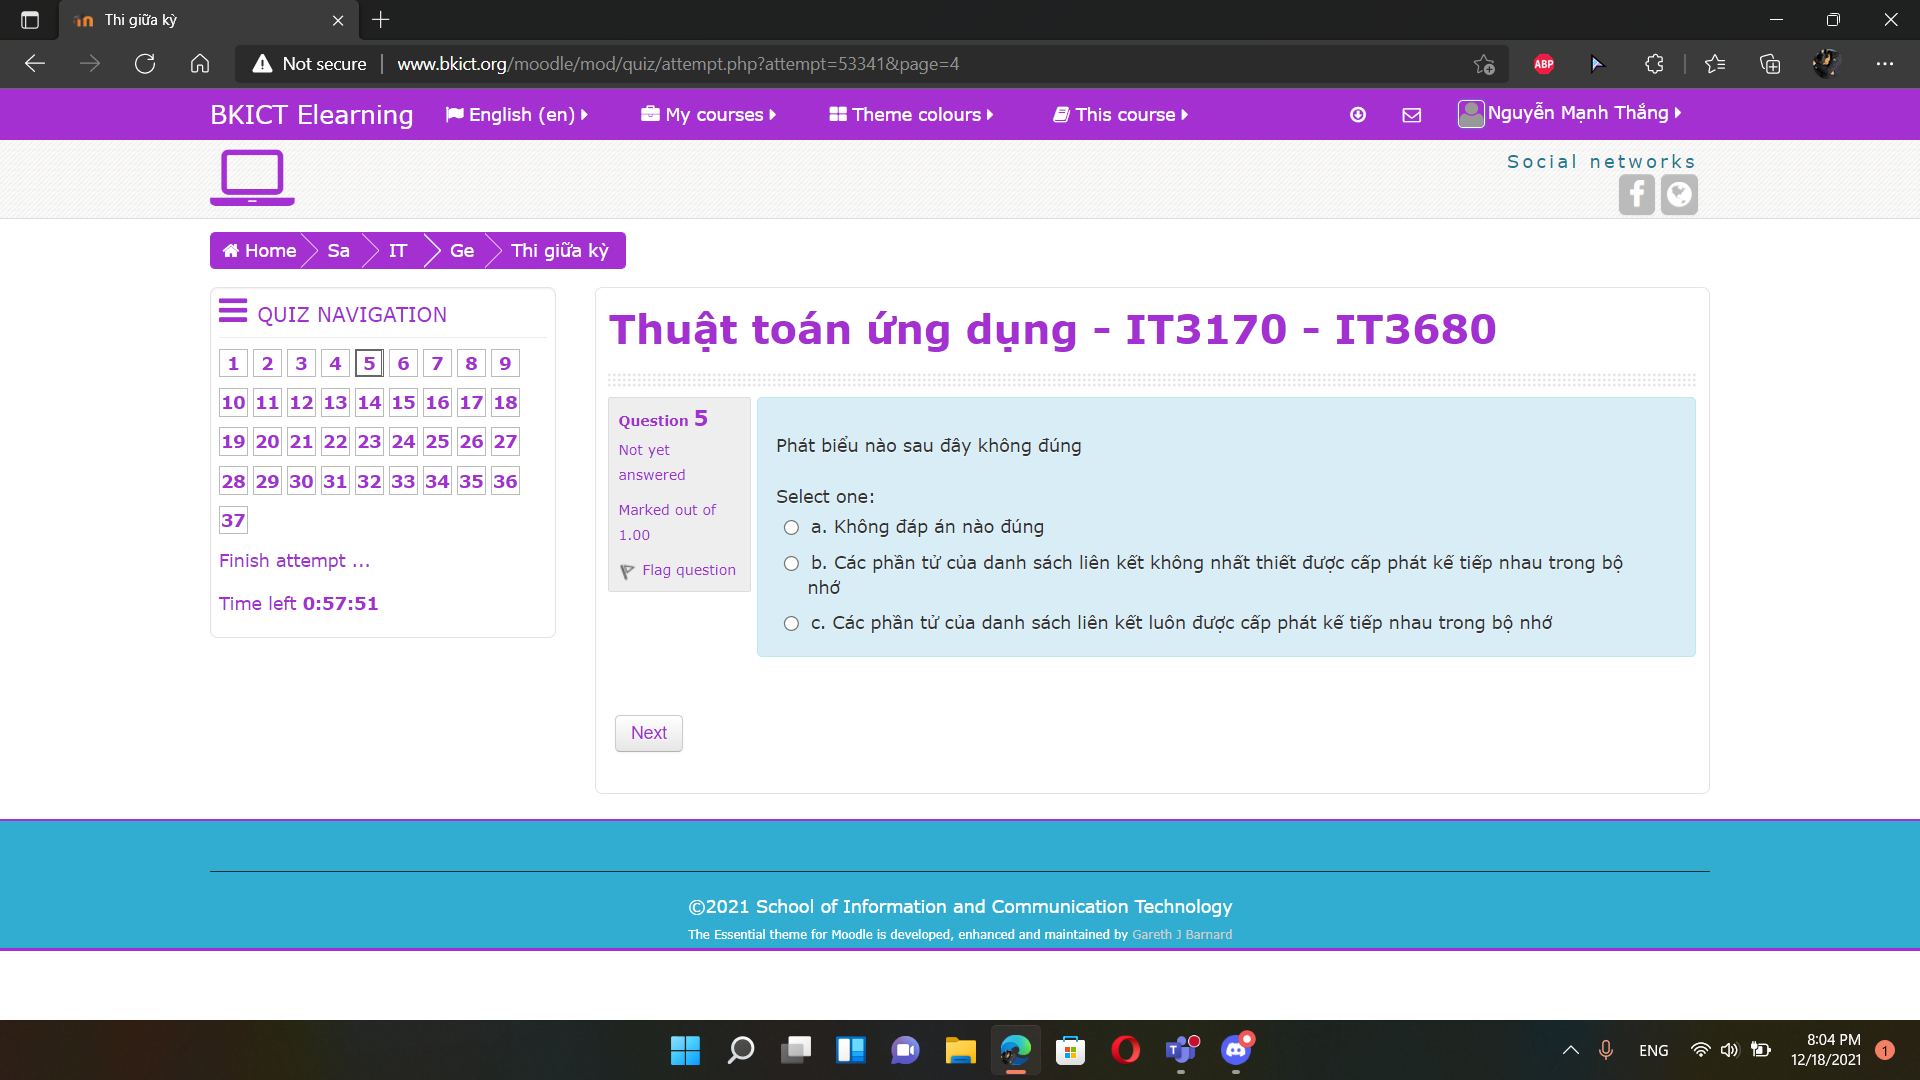 Thi giữa kỳ
Not secure www.bkict.org/moodle/mod/quiz/attempt.php?attempt=53341&page=4
ABP
BKICT Elearning English (en) My courses Theme colours This course Nguyễn Mạnh Thắng
Social networks
Home Sa IT Ge Thi giữa kỳ
QUIZ NAVIGATION
1 2 3 4 5 6 7 8 9
10 11 12 13 14 15 16 17 18
19 20 21 22 23 24 25 26 27
28 29 30 31 32 33 34 35 36
37
Finish attempt ...
Time left 0:57:51
Thuật toán ứng dụng - IT3170 - IT3680
Question 5
Not yet
answered
Marked out of
1.00
Flag question
Phát biểu nào sau đây không đúng
Select one:
a. Không đáp án nào đúng
b. Các phần tử của danh sách liên kết không nhất thiết được cấp phát kế tiếp nhau trong bộ
nhớ
c. Các phần tử của danh sách liên kết luôn được cấp phát kế tiếp nhau trong bộ nhớ
Next
©2021 School of Information and Communication Technology
The Essential theme for Moodle is developed, enhanced and maintained by Gareth J Barnard
ENG
8:04 PM
12/18/2021
1